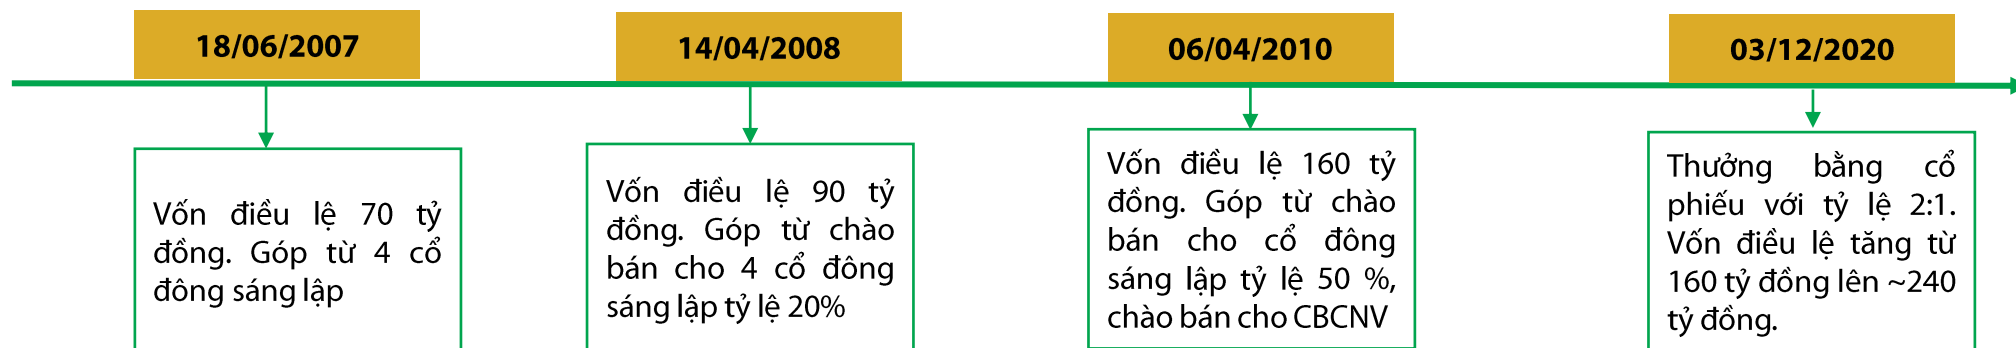 18/06/2007
14/04/2008
06/04/2010
03/12/2020
Vốn điều lệ 70 tỷ
đồng. Góp từ 4 cổ
đông sáng lập
Vốn điều lệ 90 tỷ
đồng. Góp từ chào
bán cho 4 cổ đông
sáng lập tỷ lệ 20%
Vốn điều lệ 160 tỷ
đồng. Góp từ chào
bán cho cổ đông
sáng lập tỷ lệ 50 %,
chào bán cho CBCNV
Thưởng bằng cổ
phiếu với tỷ lệ 2:1.
Vốn điều lệ tăng từ
160 tỷ đồng lên ~240
tỷ đồng.